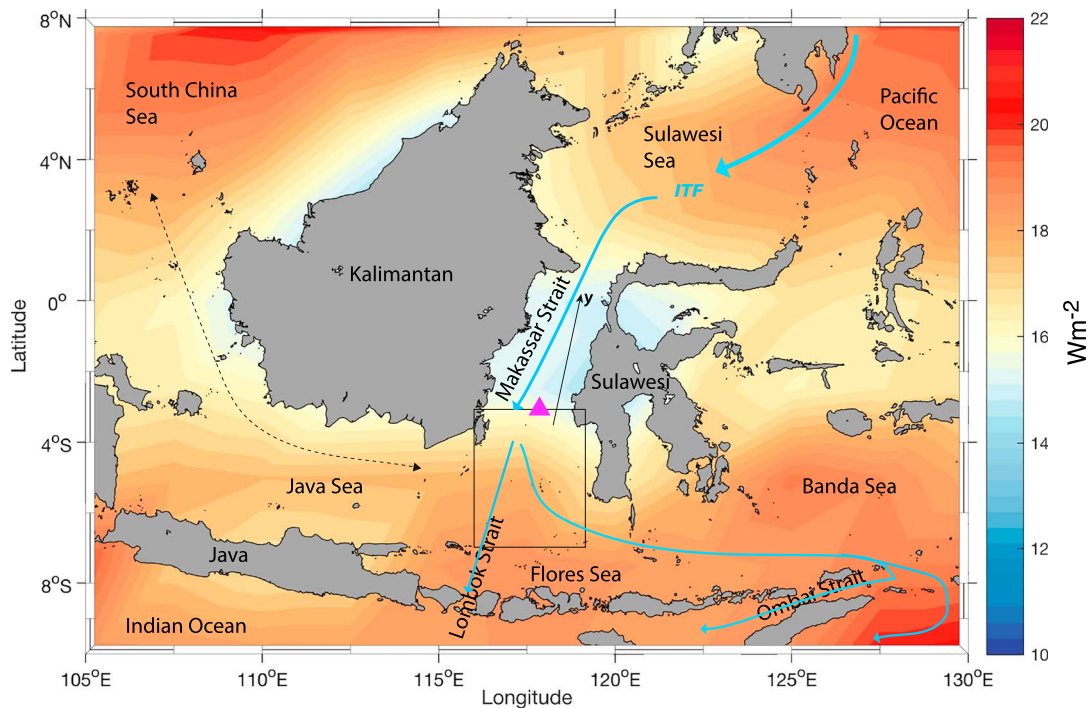 8°N
22
South China
Sea
Pacific
Ocean
20
Sulawesi
Sea
4°N
ITF
18
Kalimantan
Makassar Strait
y
0°
16
Latitude
Wm-2
Sulawesi
14
4°S
Java Sea
Banda Sea
12
Java
Lombok Strait
Flores Sea
8°S
Ombar Strait
Indian Ocean
10
105°E
110°E
115°E
120°E
125°E
130°E
Longitude